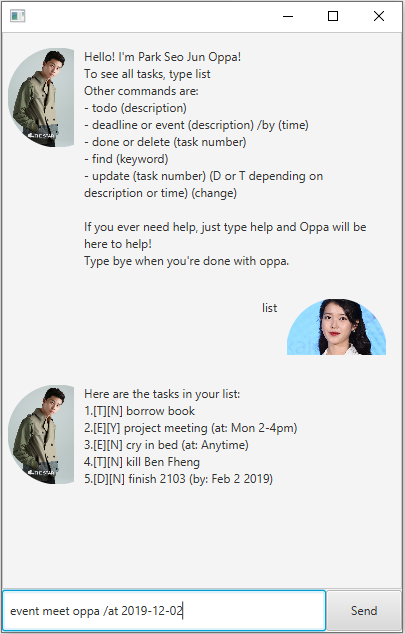 Hello! I'm Park Seo Jun Oppa!
To see all tasks, type list
Other commands are:
- todo (description)
- deadline or event (description) /by (time)
- done or delete (task number)
- find (keyword)
- update (task number) (D or T depending on
description or time) (change)
If you ever need help, just type help and Oppa will be
here to help!
Type bye when you're done with oppa.
THE STAR
list
Here are the tasks in your list:
1.[T][N] borrow book
2.[E][Y] project meeting (at: Mon 2-4pm)
3.[E][N] cry in bed (at: Anytime)
4.[T][N] kill Ben Fheng
5.[D][N] finish 2103 (by: Feb 2 2019)
THE STAR
event meet oppa /at 2019-12-02
Send